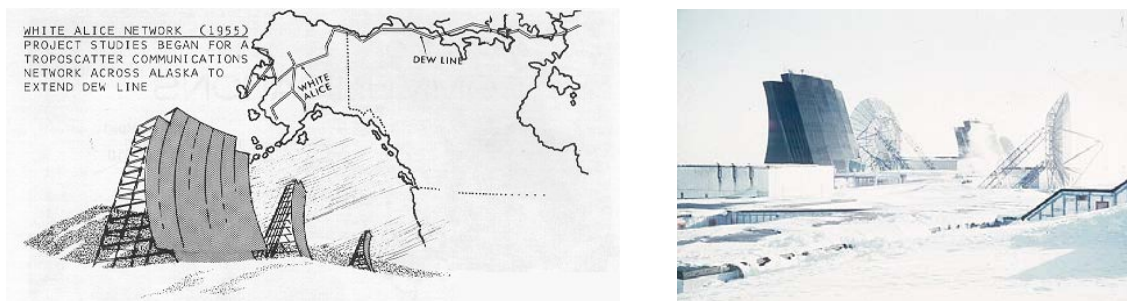 WHITE ALICE NETWORK (1955)
PROJECT STUDIES BEGAN FOR A
TROPOSCATTER COMMUNICATIONS
NETWORK ACROSS ALASKA TO
EXTEND DEW LINE
DEW LINE
WHITE
ALICE